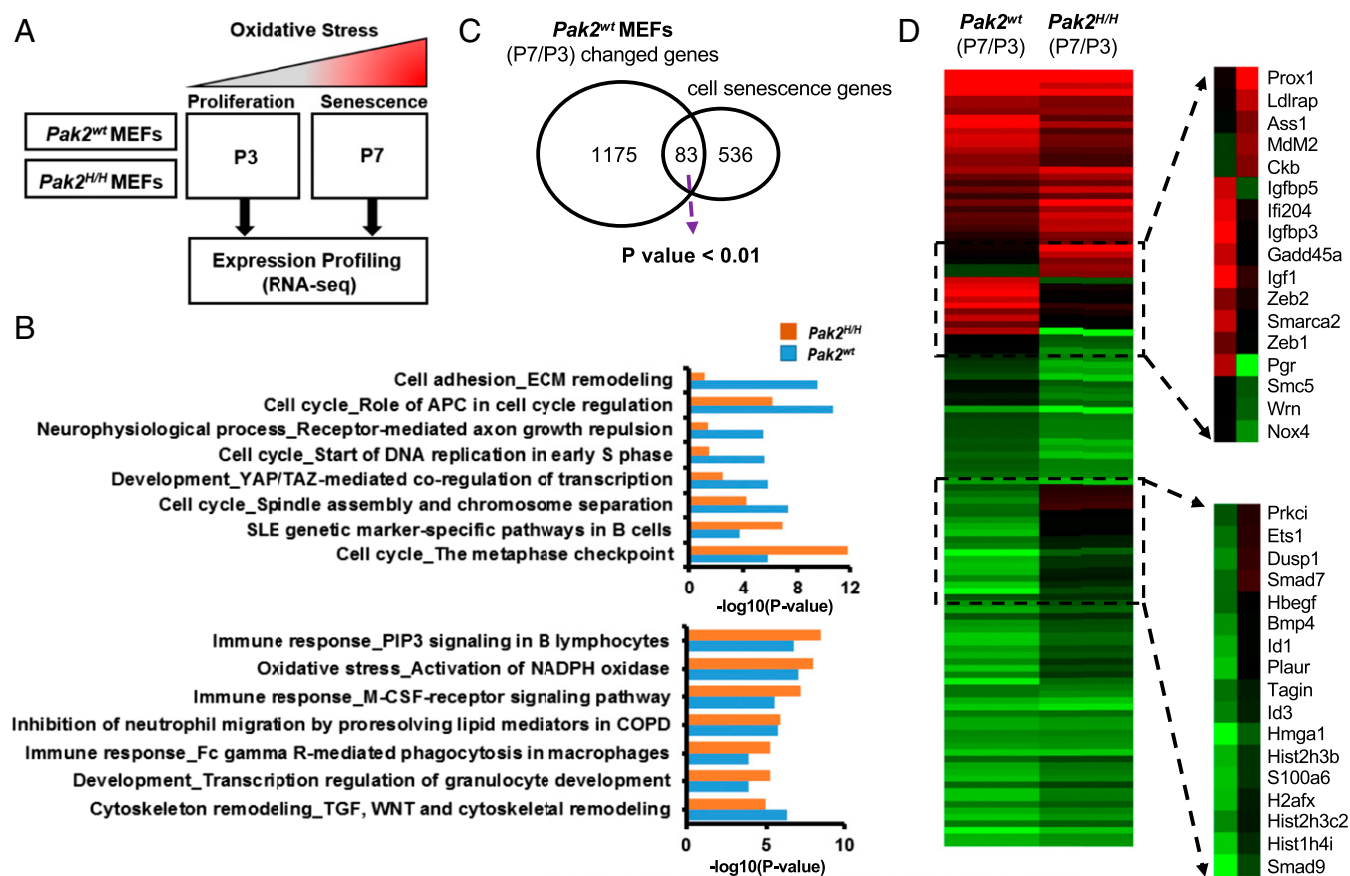 A
Oxidative Stress
Proliferation Senescence
Pak2wt MEFs
Pak2H/H MEFs
P3
P7
Expression Profiling
(RNA-seq)
B
Pak2H/H
Pak2wt
Cell adhesion_ECM remodeling
Cell cycle_Role of APC in cell cycle regulation
Neurophysiological process_Receptor-mediated axon growth repulsion
Cell cycle_Start of DNA replication in early S phase
Development_YAP/TAZ-mediated co-regulation of transcription
Cell cycle_Spindle assembly and chromosome separation
SLE genetic marker-specific pathways in B cells
Cell cycle_The metaphase checkpoint
0 4 8 12
-log10(P-value)
Immune response_PIP3 signaling in B lymphocytes
Oxidative stress_Activation of NADPH oxidase
Immune response_M-CSF-receptor signaling pathway
Inhibition of neutrophil migration by proresolving lipid mediators in COPD
Immune response_Fc gamma R-mediated phagocytosis in macrophages
Development_Transcription regulation of granulocyte development
Cytoskeleton remodeling_TGF, WNT and cytoskeletal remodeling
0 5 10
-log10(P-value)
C
Pak2wt MEFs
(P7/P3) changed genes
cell senescence genes
1175 83 536
P value < 0.01
D
Pak2wt Pak2H/H
(P7/P3) (P7/P3)
Prox1
Ldlrap
Ass1
MdM2
Ckb
Igfbp5
Ifi204
Igfbp3
Gadd45a
Igf1
Zeb2
Smarca2
Zeb1
Pgr
Smc5
Wrn
Nox4
Prkci
Ets1
Dusp1
Smad7
Hbegf
Bmp4
Id1
Plaur
Tagin
Id3
Hmga1
Hist2h3b
S100a6
H2afx
Hist2h3c2
Hist1h4i
Smad9